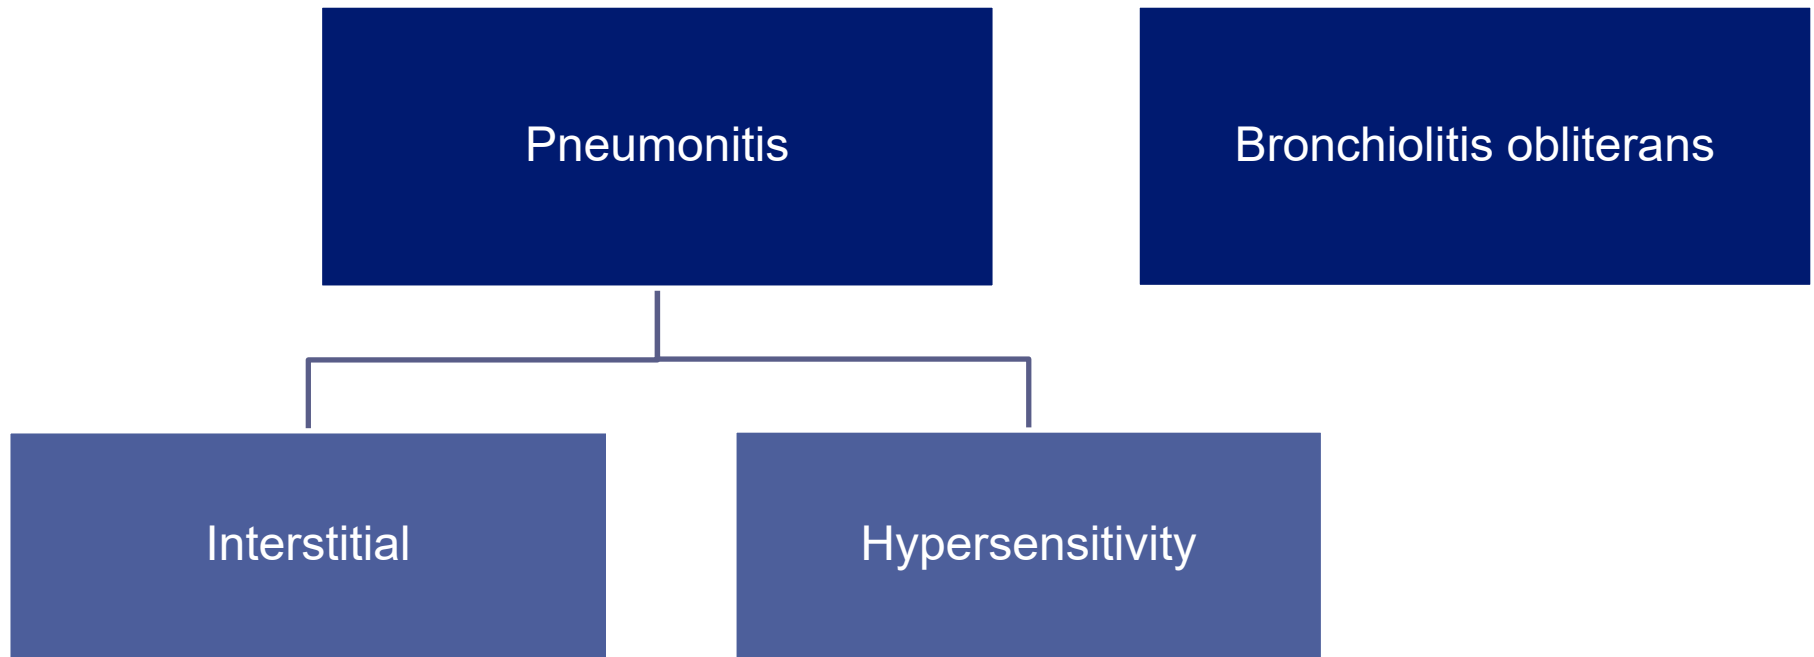 Pneumonitis
Bronchiolitis obliterans
Interstitial
Hypersensitivity